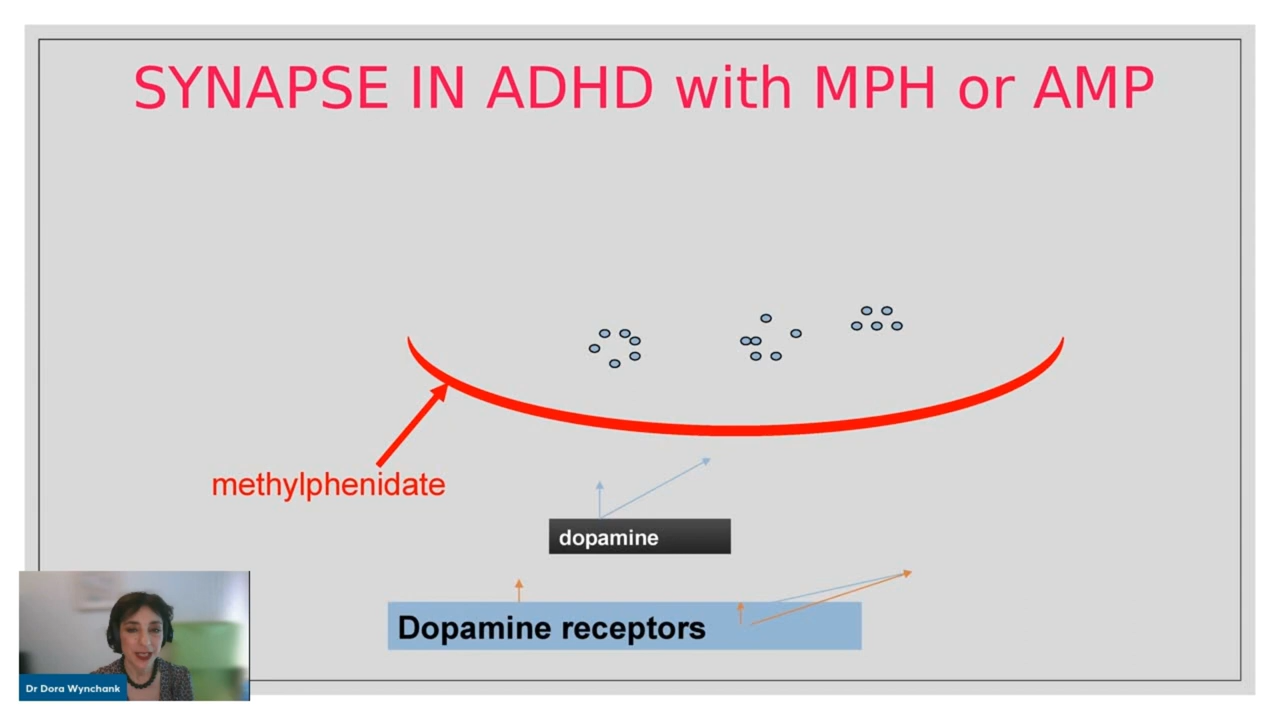 SYNAPSE IN ADHD with MPH or AMP
methylphenidate
dopamine
Dopamine receptors
Dr Dora Wynchank